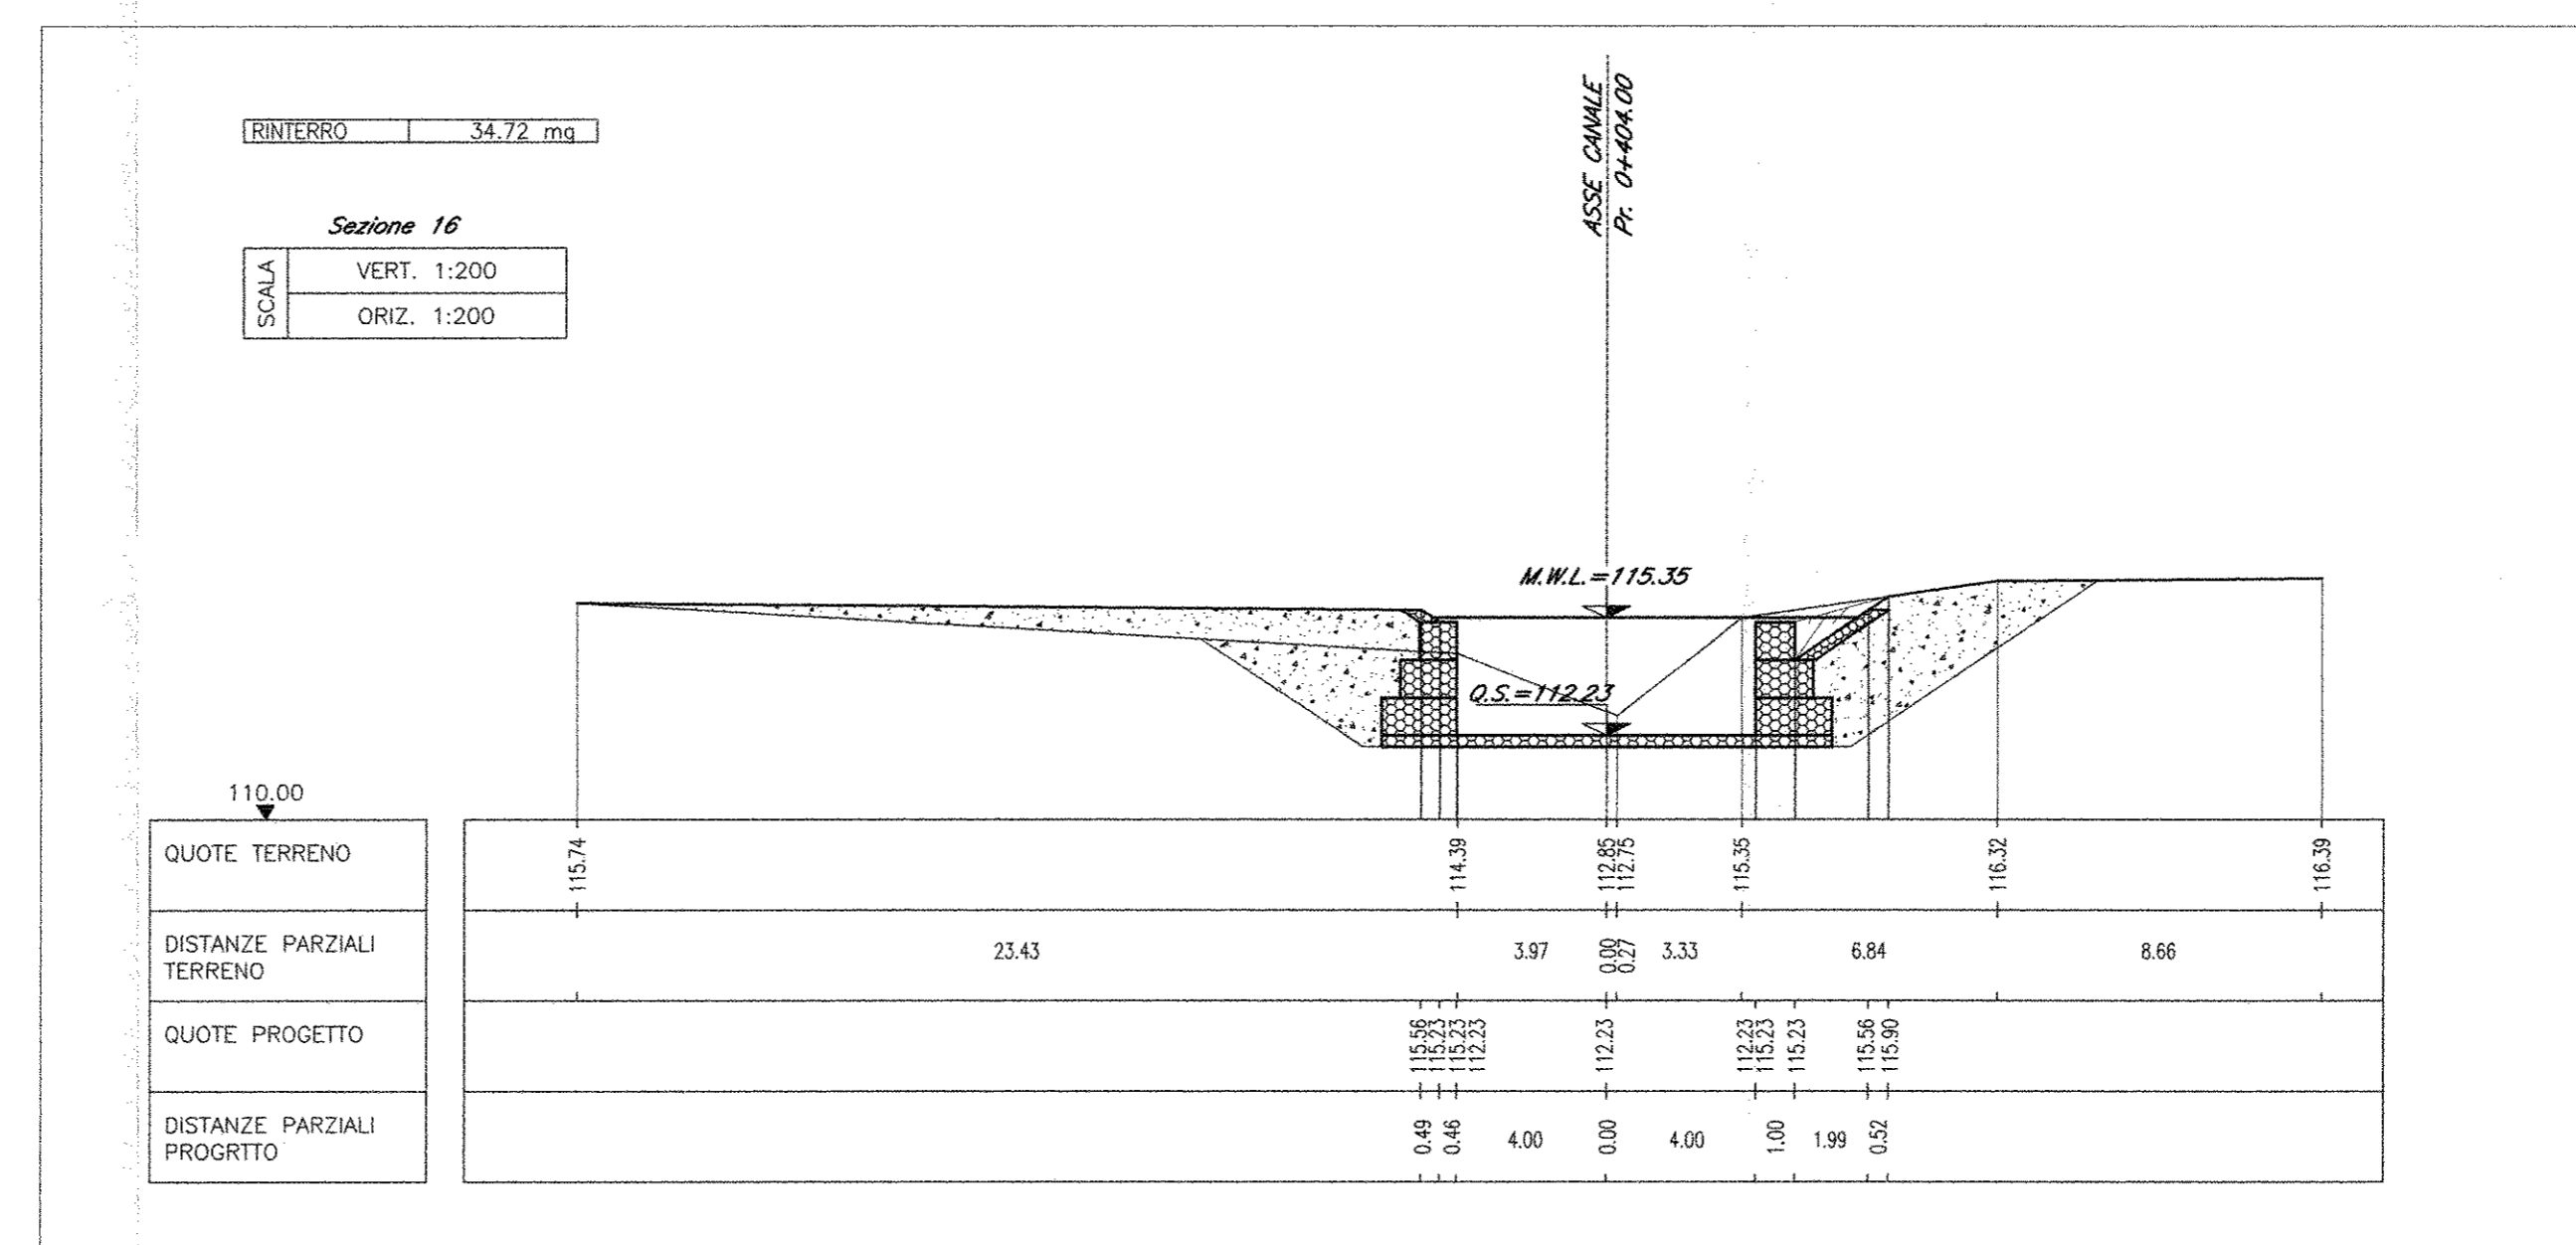 ASSE CANALE
Pr. 0+404.00
RINTERRO 34.72 mq
Sezione 16
SCALA
VERT. 1:200
ORIZ. 1:200
M.W.L.=115.35
Q.S.=112.23
110.00
QUOTE TERRENO 115.74 114.39 112.85 112.75 115.35 116.32 116.39
DISTANZE PARZIALI
TERRENO
23.43 3.97 0.00 0.27 3.33 6.84 8.66
QUOTE PROGETTO 115.56 115.23 115.23 112.23 112.23 112.23 115.23 115.23 115.56 115.90
DISTANZE PARZIALI
PROGRTTO
0.49 0.46 4.00 0.00 4.00 1.00 1.99 0.52